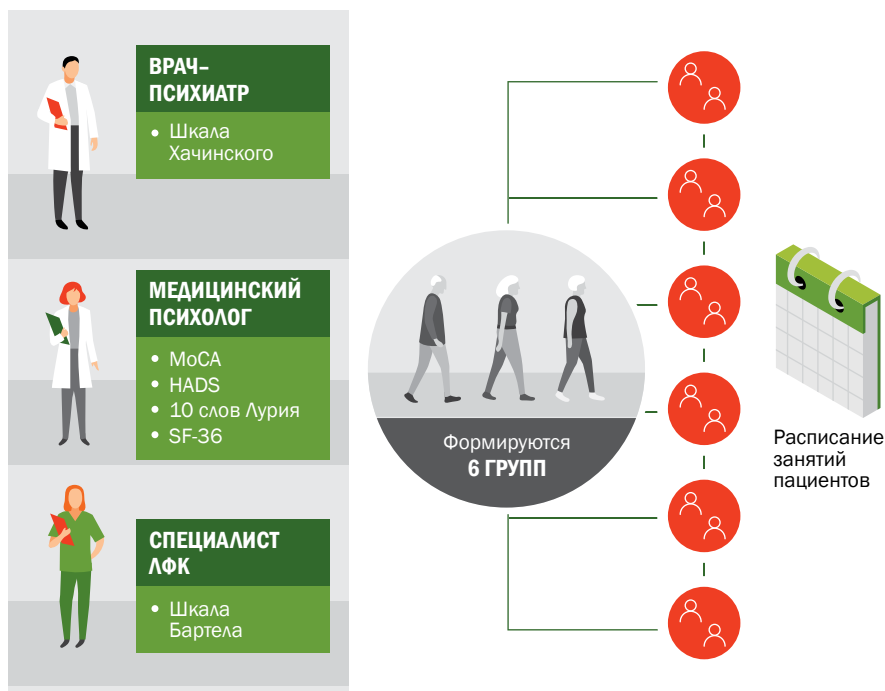 ВРАЧ–
ПСИХИАТР
• Шкала
Хачинского
МЕДИЦИНСКИЙ
ПСИХОЛОГ
• MoCA
• HADS
• 10 слов Лурия
• SF-36
СПЕЦИАЛИСТ
ЛФК
• Шкала
Бартела
Формируются
6 ГРУПП
Расписание
занятий
пациентов